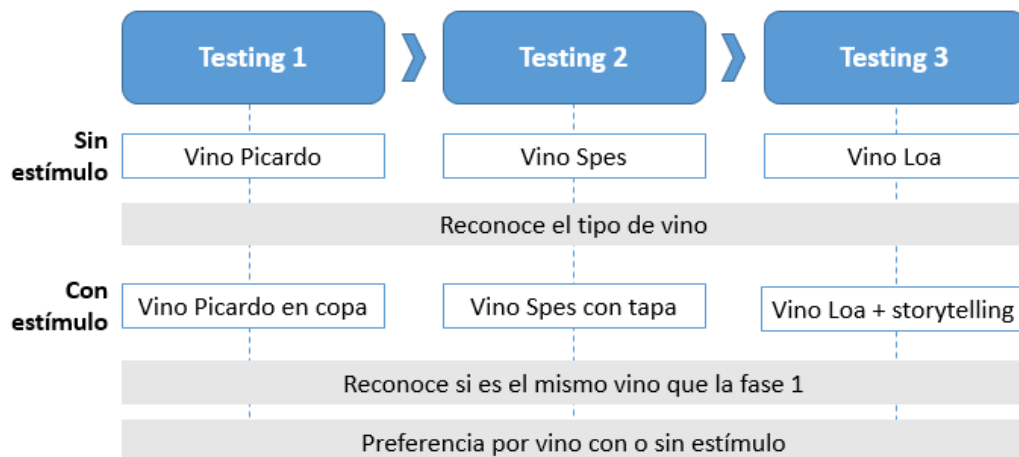 Testing 1
Testing 2
Testing 3
Sin
estímulo
Vino Picardo
Vino Spes
Vino Loa
Reconoce el tipo de vino
Con
estímulo
Vino Picardo en copa
Vino Spes con tapa
Vino Loa + storytelling
Reconoce si es el mismo vino que la fase 1
Preferencia por vino con o sin estímulo